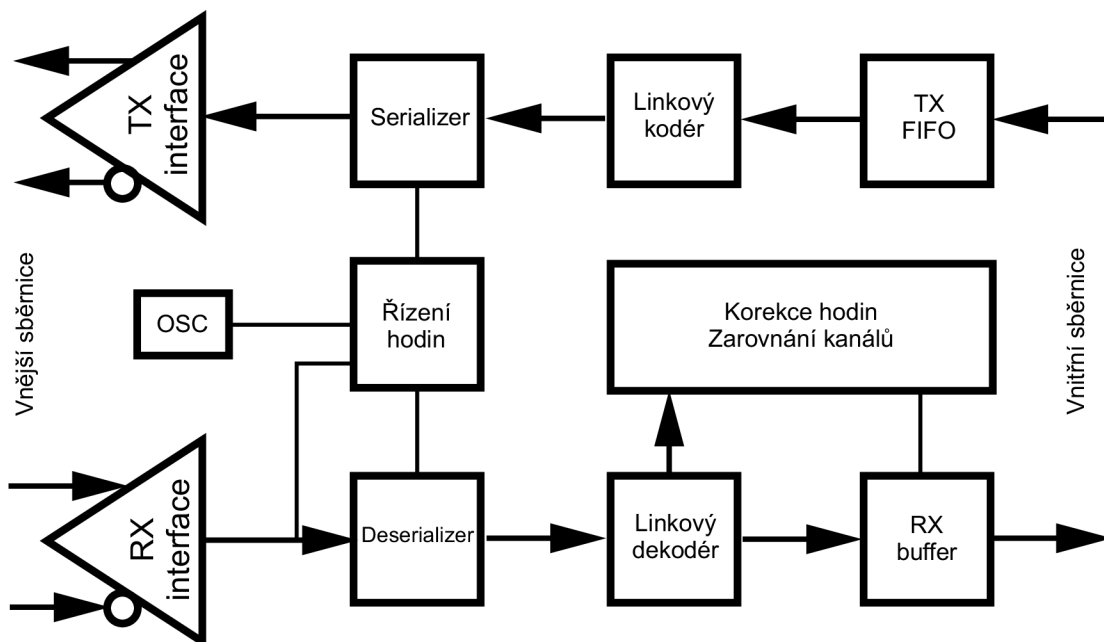 TX
interface
Serializer
Linkový
kodér
TX
FIFO
Vnější sběrnice
OSC
Řízení
hodin
Korekce hodin
Zarovnání kanálů
Vnitřní sběrnice
RX
interface
Deserializer
Linkový
dekodér
RX
buffer